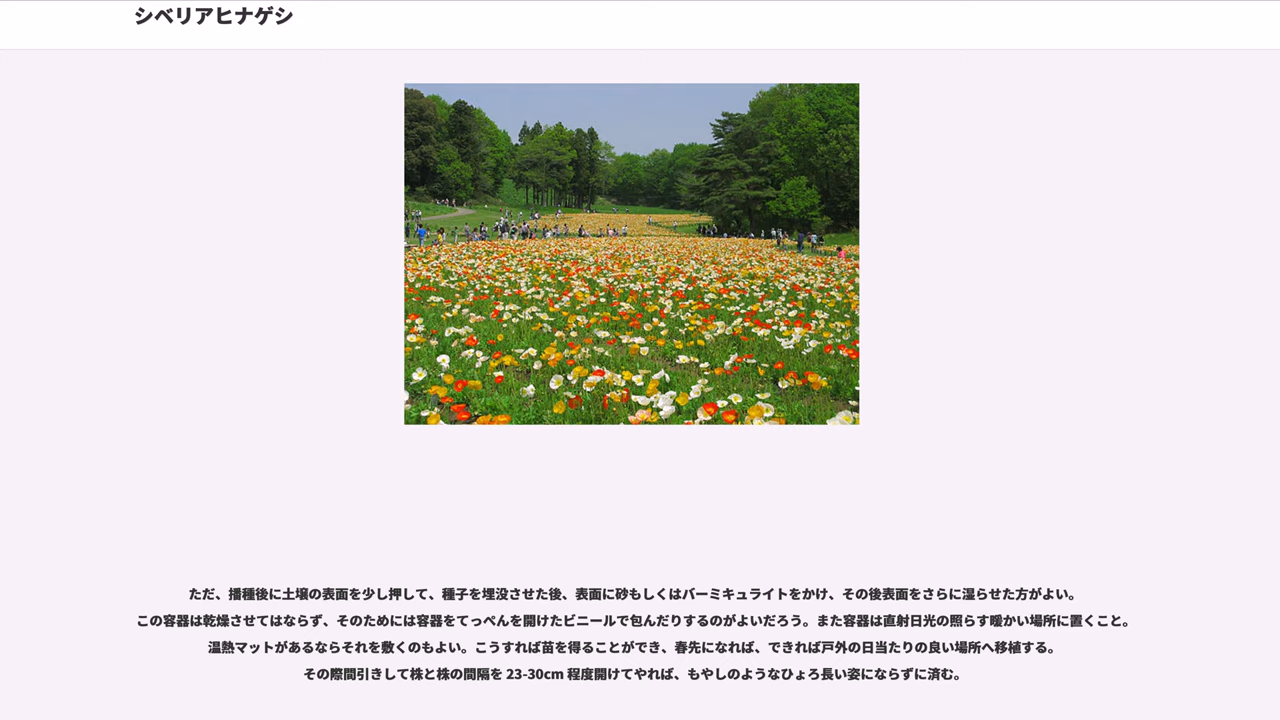 シベリアヒナゲシ
ただ、播種後に土壌の表面を少し押して、種子を埋没させた後、表面に砂もしくはバーミキュライトをかけ、その後表面をさらに湿らせた方がよい。
この容器は乾燥させてはならず、そのためには容器をてっぺんを開けたビニールで包んだりするのがよいだろう。また容器は直射日光の照らす暖かい場所に置くこと。
温熱マットがあるならそれを敷くのもよい。こうすれば苗を得ることができ、春先になれば、できれば戸外の日当たりの良い場所へ移植する。
その際間引きして株と株の間隔を 23-30cm 程度開けてやれば、もやしのようなひょろ長い姿にならずに済む。